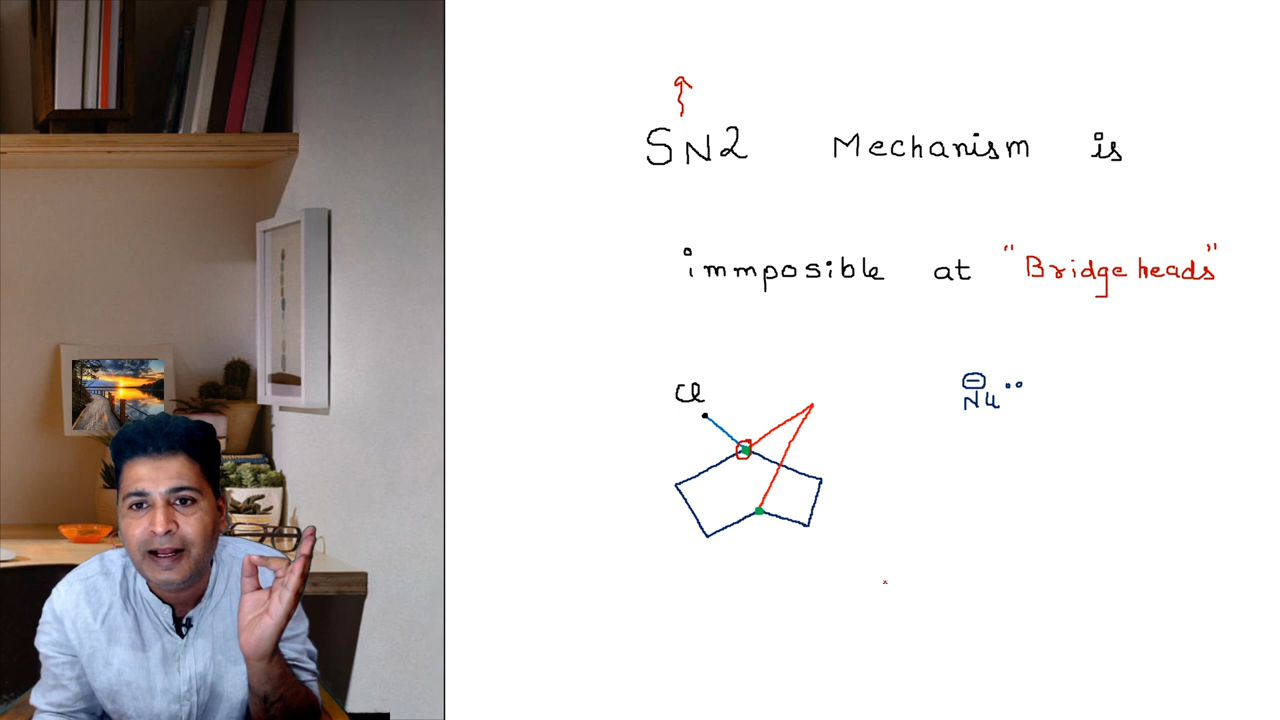 SN2 Mechanism is
immposible at "Bridgeheads"
Cl
⊖
Nu